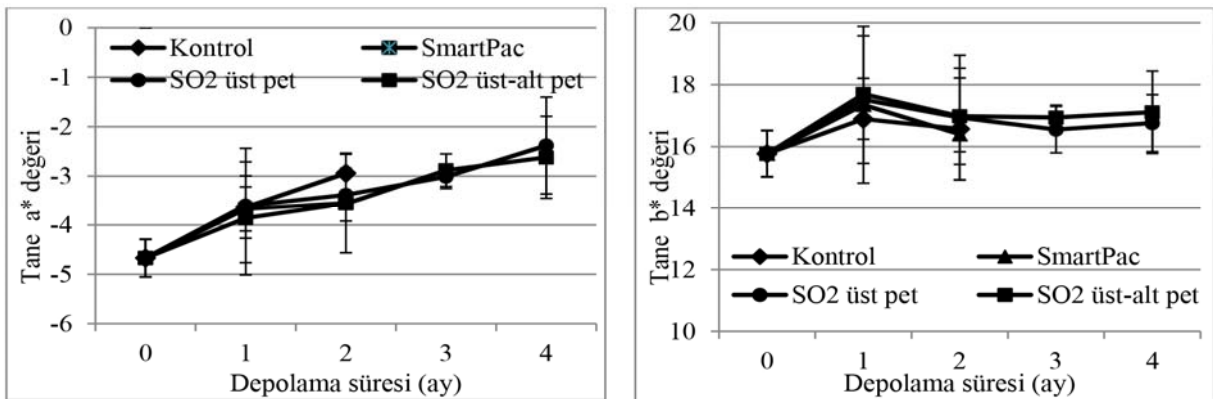 Tane a* değeri
0
-1
-2
-3
-4
-5
-6
Kontrol
SmartPac
SO2 üst pet
SO2 üst-alt pet
0 1 2 3 4
Depolama süresi (ay)
Tane b* değeri
20
18
16
14
12
10
Kontrol
SmartPac
SO2 üst pet
SO2 üst-alt pet
0 1 2 3 4
Depolama süresi (ay)